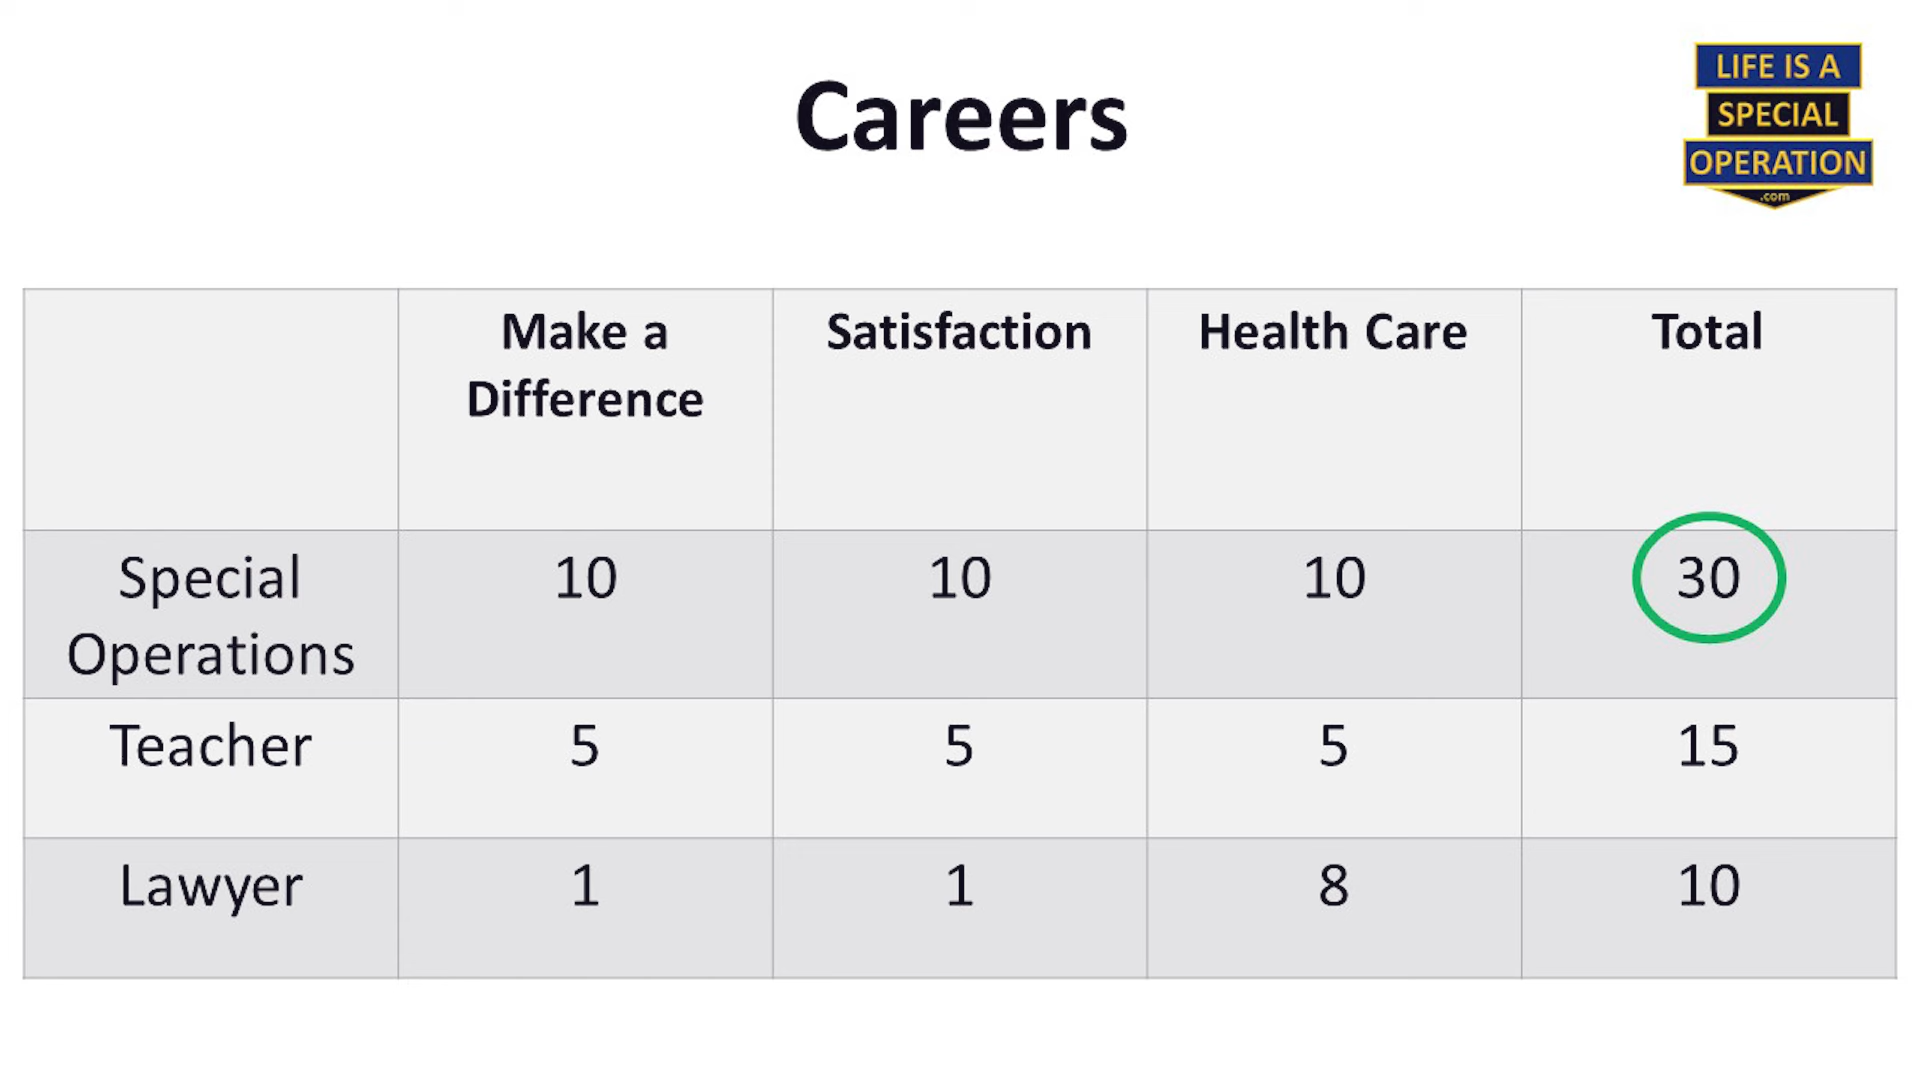 Careers
LIFE IS A
SPECIAL
OPERATION
.com
Make a Difference Satisfaction Health Care Total
Special Operations 10 10 10 30
Teacher 5 5 5 15
Lawyer 1 1 8 10